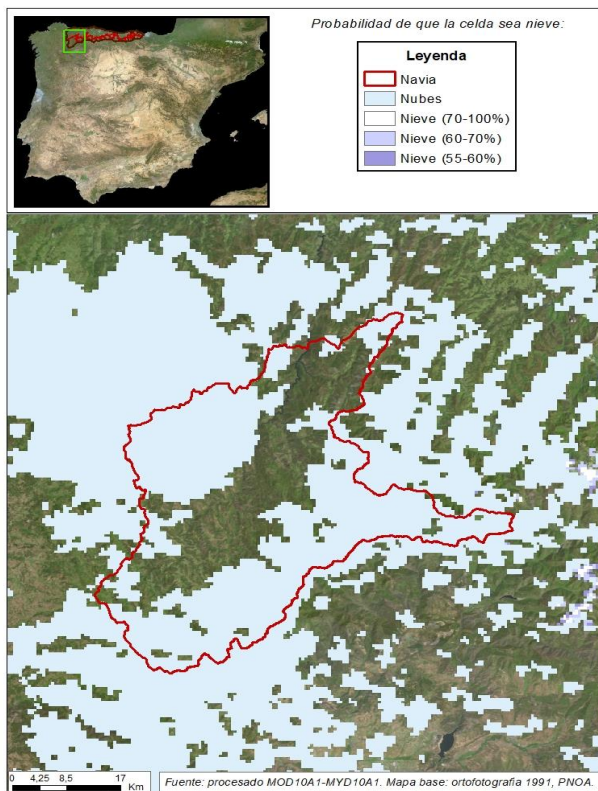 Probabilidad de que la celda sea nieve:
Leyenda
Navia
Nubes
Nieve (70-100%)
Nieve (60-70%)
Nieve (55-60%)
0 4,25 8,5 17
Km
Fuente: procesado MOD10A1-MYD10A1. Mapa base: ortofotografia 1991, PNOA.